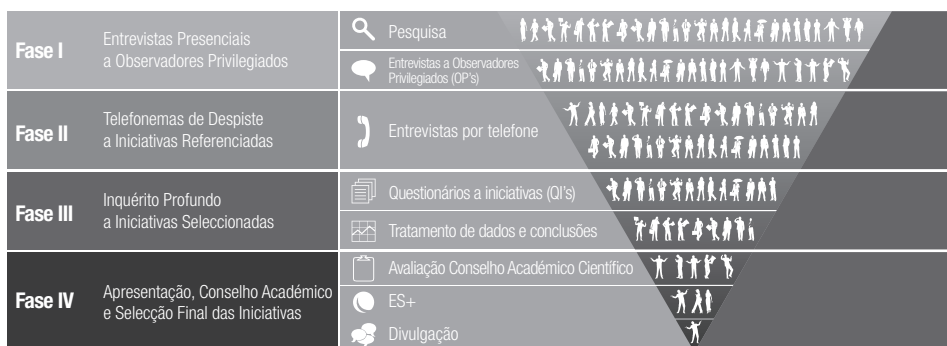 Fase I
Entrevistas Presenciais
a Observadores Privilegiados
Pesquisa
Entrevistas a Observadores
Privilegiados (OP's)
Fase II
Telefonemas de Despiste
a Iniciativas Referenciadas
Entrevistas por telefone
Fase III
Inquérito Profundo
a Iniciativas Seleccionadas
Questionários a iniciativas (QI's)
Tratamento de dados e conclusões
Fase IV
Apresentação, Conselho Académico
e Selecção Final das Iniciativas
Avaliação Conselho Académico Científico
ES+
Divulgação